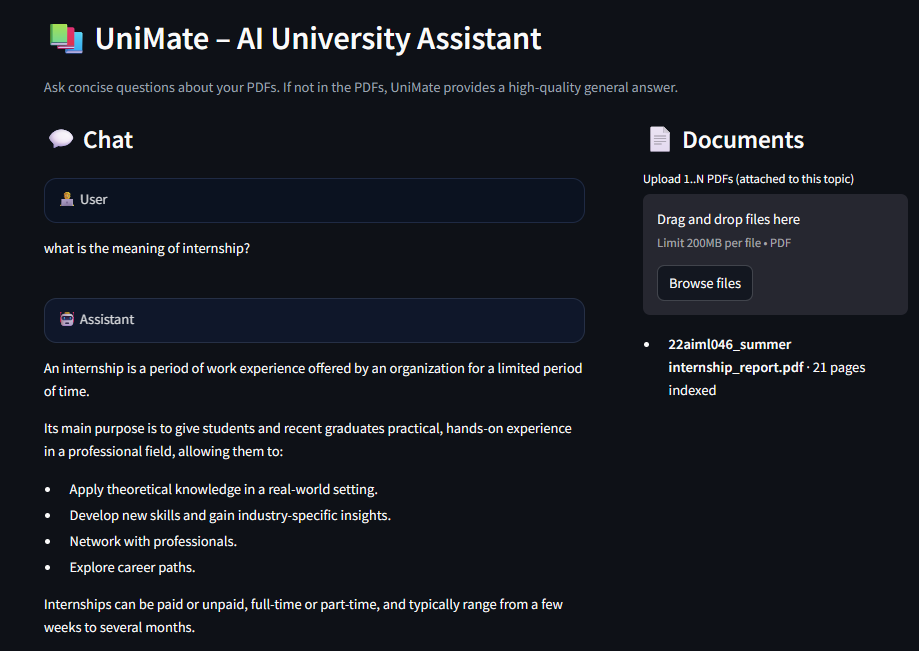 UniMate – AI University Assistant
Ask concise questions about your PDFs. If not in the PDFs, UniMate provides a high-quality general answer.
Chat
User
what is the meaning of internship?
Assistant
An internship is a period of work experience offered by an organization for a limited period
of time.
Its main purpose is to give students and recent graduates practical, hands-on experience
in a professional field, allowing them to:
• Apply theoretical knowledge in a real-world setting.
• Develop new skills and gain industry-specific insights.
• Network with professionals.
• Explore career paths.
Internships can be paid or unpaid, full-time or part-time, and typically range from a few
weeks to several months.
Documents
Upload 1..N PDFs (attached to this topic)
Drag and drop files here
Limit 200MB per file • PDF
Browse files
• 22aiml046_summer
internship_report.pdf · 21 pages
indexed